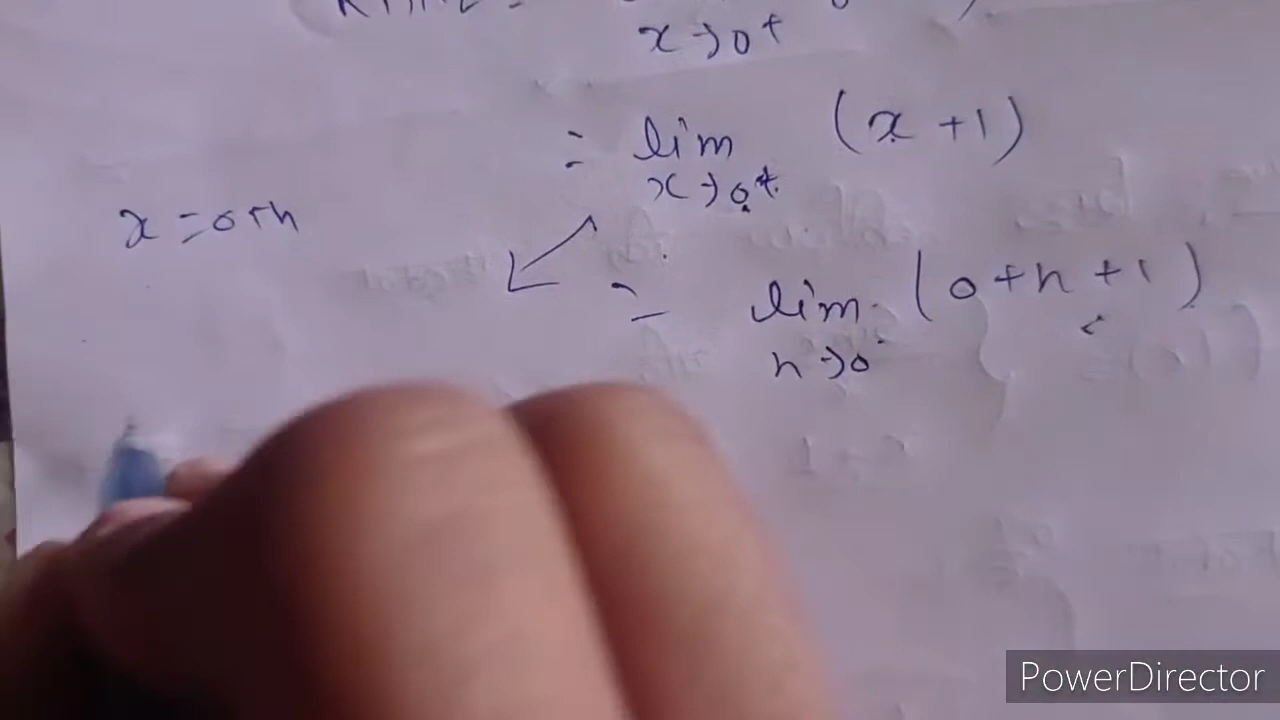 x→0+
= lim (x+1)
x→0+
x = 0+h
= lim (0+h+1)
h→0
PowerDirector